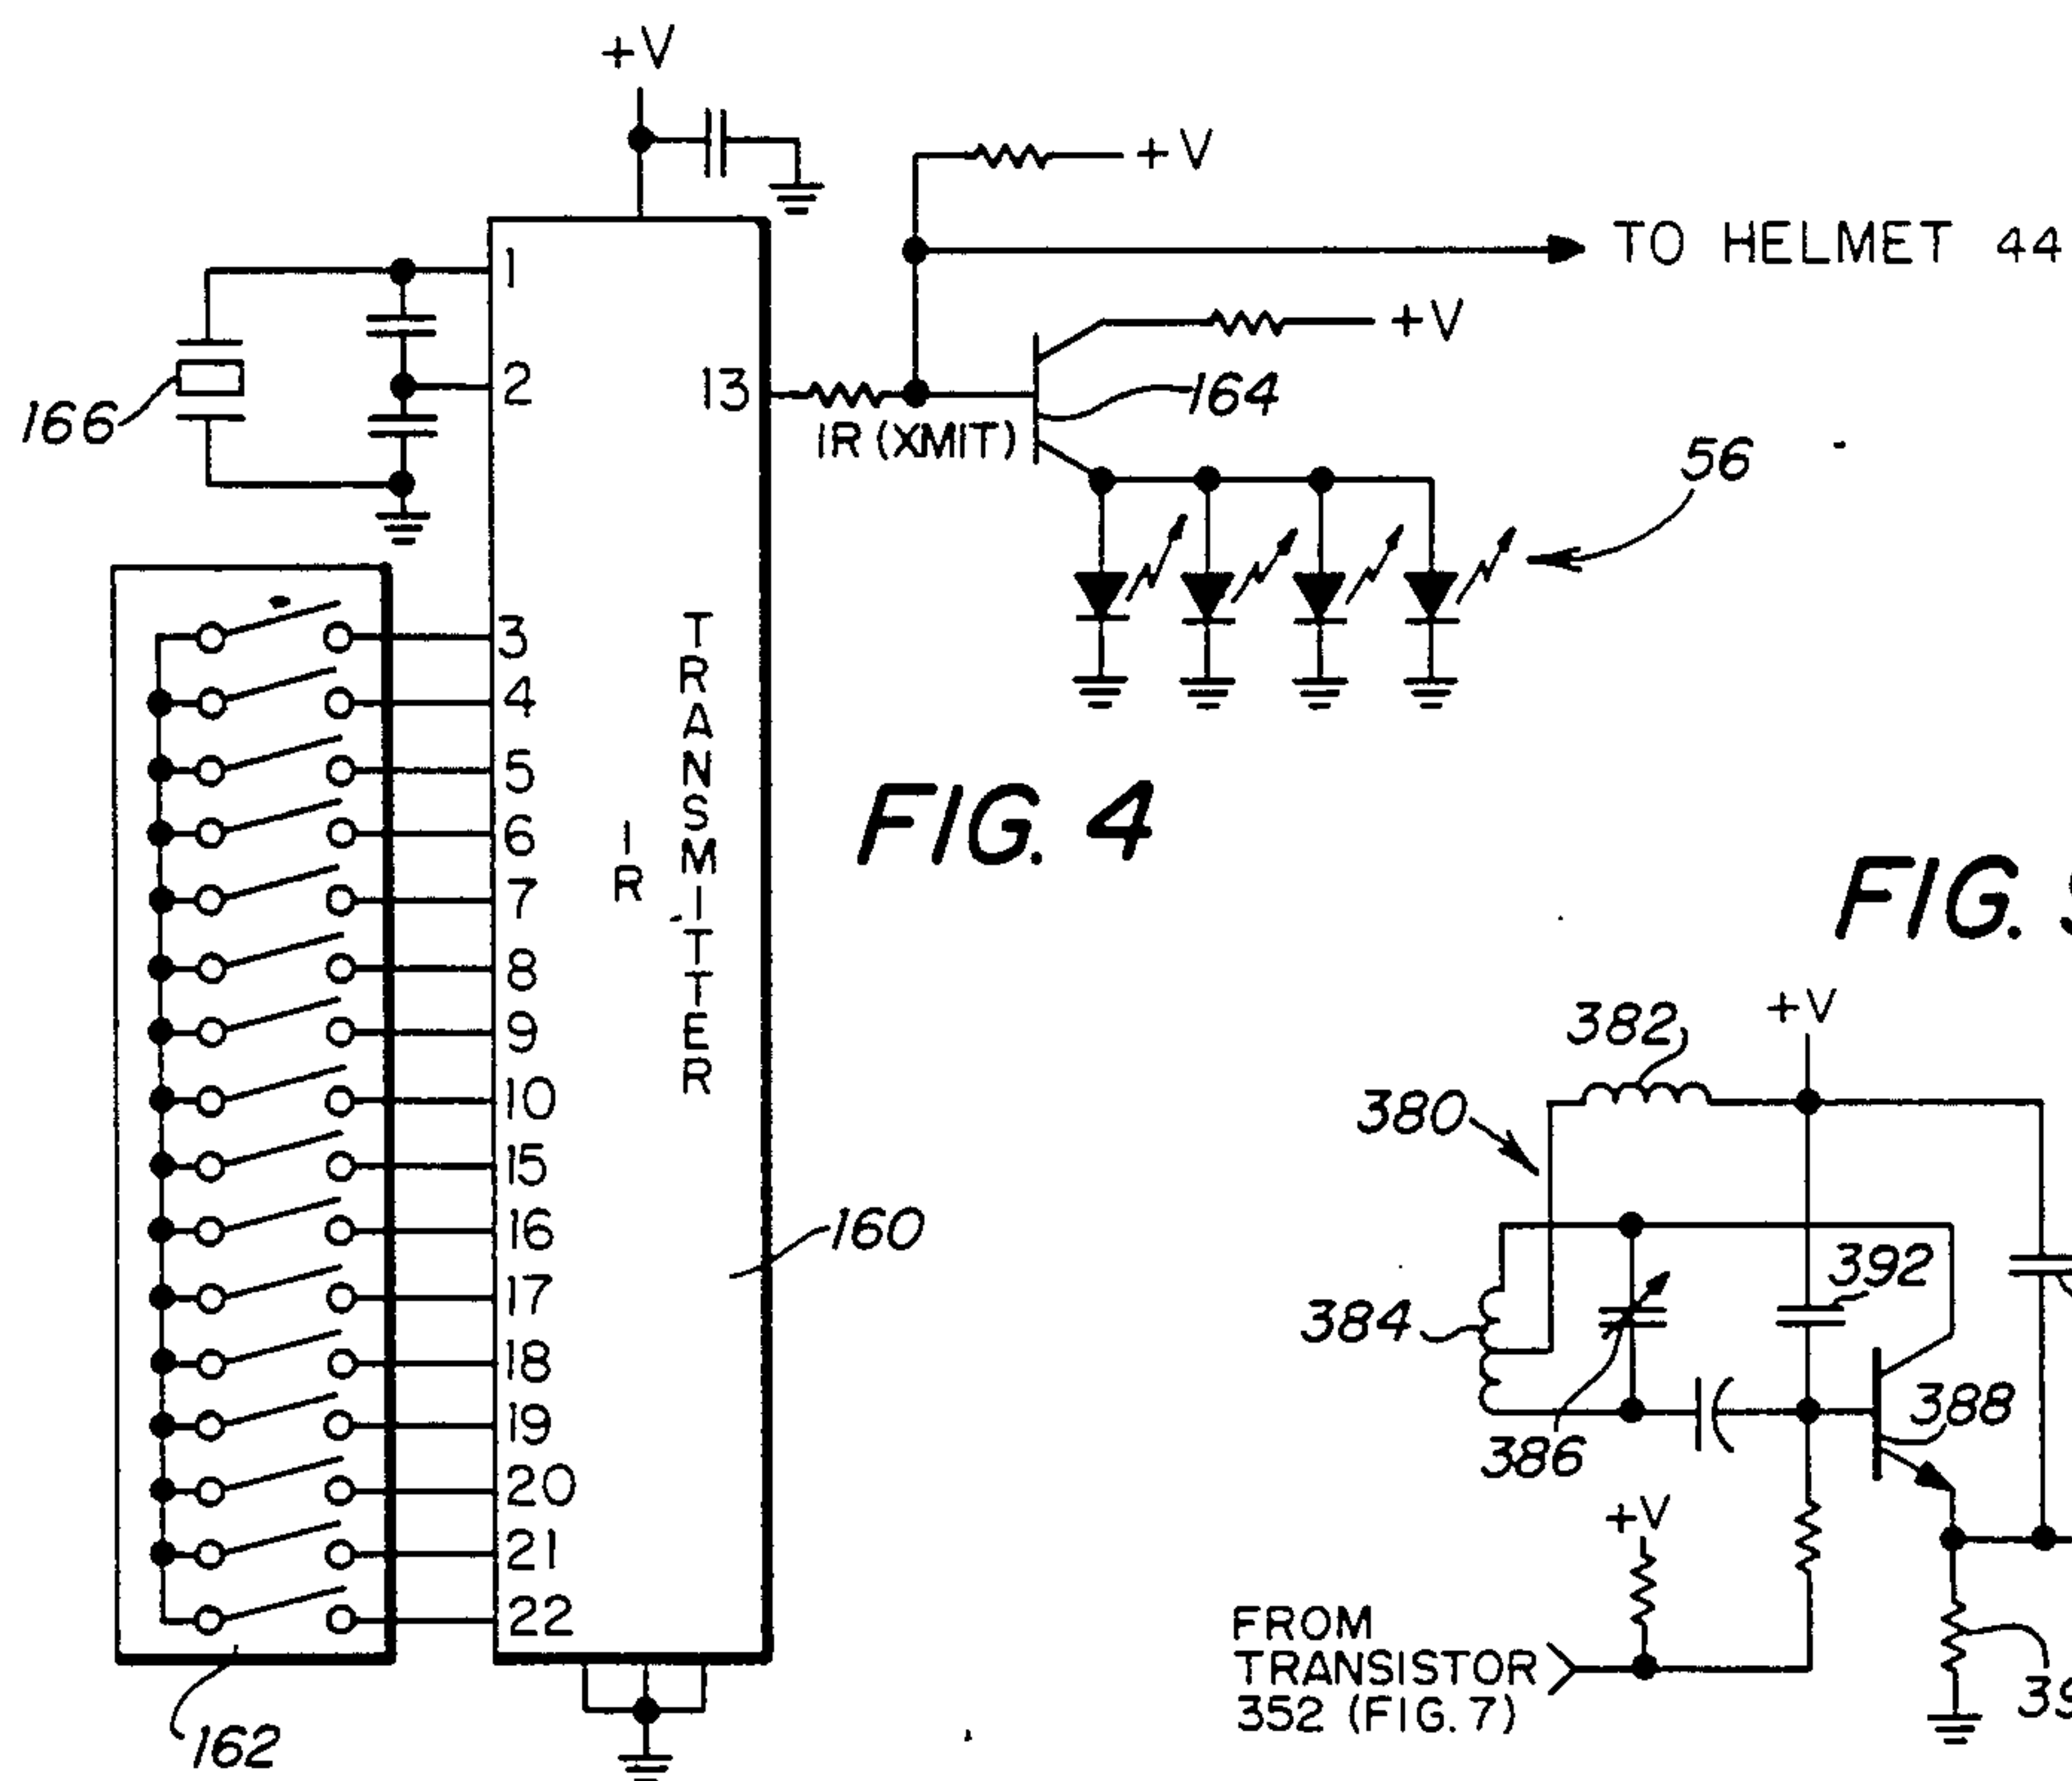 +V
+V
TO HELMET 44
1
2
13
+V
166
164
IR (XMIT)
56
3
4
5
6
7
8
9
10
15
16
17
18
19
20
21
22
IR
TRANSMITTER
160
162
FIG. 4
FIG.
382
+V
380
392
384
388
386
+V
FROM
TRANSISTOR
352 (FIG. 7)